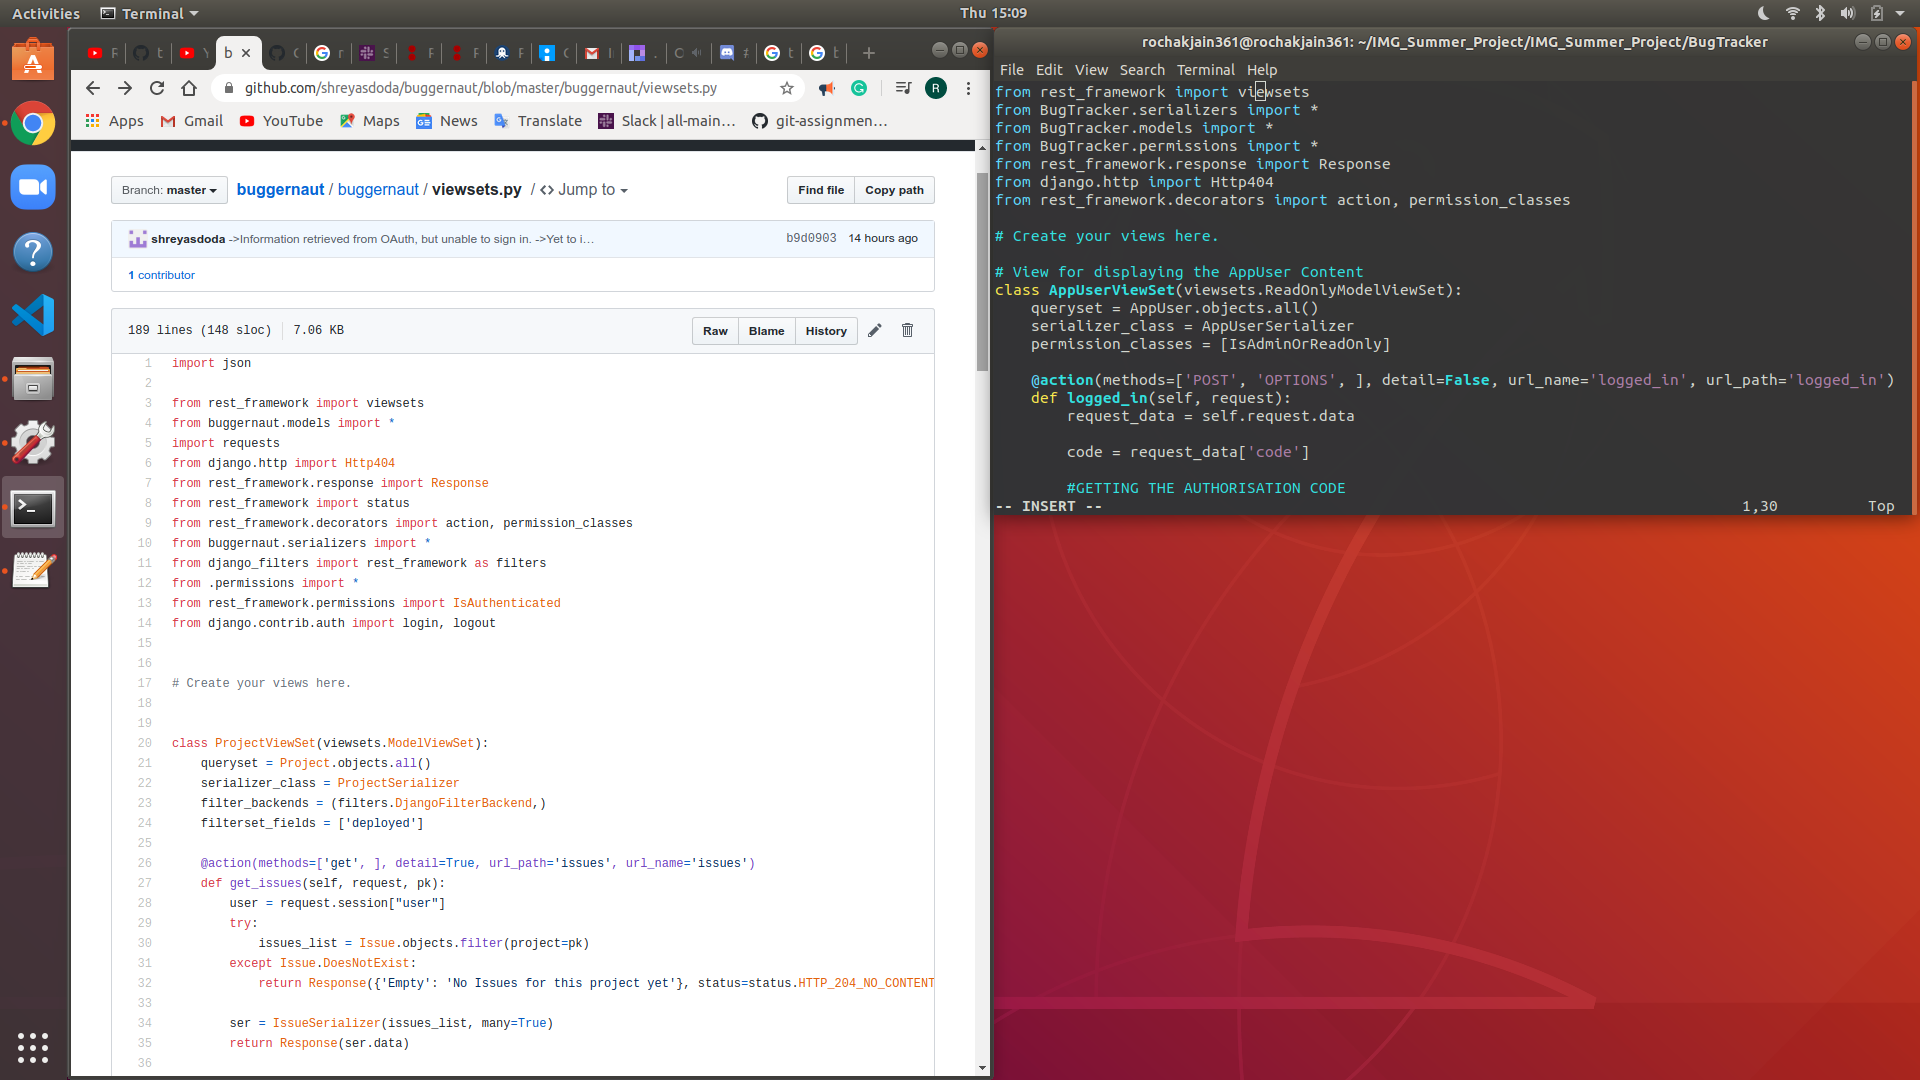 Activities
Terminal
Thu 15:09
github.com/shreyasdoda/buggernaut/blob/master/buggernaut/viewsets.py
R
Apps
Gmail
YouTube
Maps
News
Translate
Slack | all-main…
git-assignmen…
Branch: master
buggernaut / buggernaut / viewsets.py / <> Jump to
Find file
Copy path
shreyasdoda ->Information retrieved from OAuth, but unable to sign in. ->Yet to i…
b9d0903 14 hours ago
1 contributor
189 lines (148 sloc) 7.06 KB
Raw
Blame
History
1 import json
2
3 from rest_framework import viewsets
4 from buggernaut.models import *
5 import requests
6 from django.http import Http404
7 from rest_framework.response import Response
8 from rest_framework import status
9 from rest_framework.decorators import action, permission_classes
10 from buggernaut.serializers import *
11 from django_filters import rest_framework as filters
12 from .permissions import *
13 from rest_framework.permissions import IsAuthenticated
14 from django.contrib.auth import login, logout
15
16
17 # Create your views here.
18
19
20 class ProjectViewSet(viewsets.ModelViewSet):
21 queryset = Project.objects.all()
22 serializer_class = ProjectSerializer
23 filter_backends = (filters.DjangoFilterBackend,)
24 filterset_fields = ['deployed']
25
26 @action(methods=['get', ], detail=True, url_path='issues', url_name='issues')
27 def get_issues(self, request, pk):
28 user = request.session["user"]
29 try:
30 issues_list = Issue.objects.filter(project=pk)
31 except Issue.DoesNotExist:
32 return Response({'Empty': 'No Issues for this project yet'}, status=status.HTTP_204_NO_CONTENT
33
34 ser = IssueSerializer(issues_list, many=True)
35 return Response(ser.data)
36
rochakjain361@rochakjain361: ~/IMG_Summer_Project/IMG_Summer_Project/BugTracker
File Edit View Search Terminal Help
from rest_framework import viewsets
from BugTracker.serializers import *
from BugTracker.models import *
from BugTracker.permissions import *
from rest_framework.response import Response
from django.http import Http404
from rest_framework.decorators import action, permission_classes
# Create your views here.
# View for displaying the AppUser Content
class AppUserViewSet(viewsets.ReadOnlyModelViewSet):
queryset = AppUser.objects.all()
serializer_class = AppUserSerializer
permission_classes = [IsAdminOrReadOnly]
@action(methods=['POST', 'OPTIONS', ], detail=False, url_name='logged_in', url_path='logged_in')
def logged_in(self, request):
request_data = self.request.data
code = request_data['code']
#GETTING THE AUTHORISATION CODE
-- INSERT --
1,30
Top